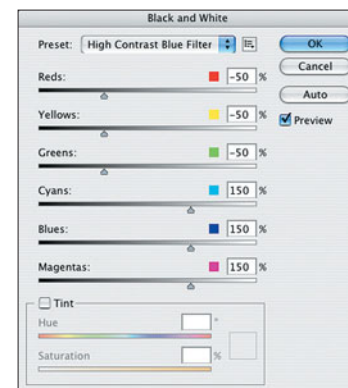 Black and White
Preset: High Contrast Blue Filter
OK
Cancel
Auto
Preview
Reds: -50 %
Yellows: -50 %
Greens: -50 %
Cyans: 150 %
Blues: 150 %
Magentas: 150 %
Tint
Hue °
Saturation %